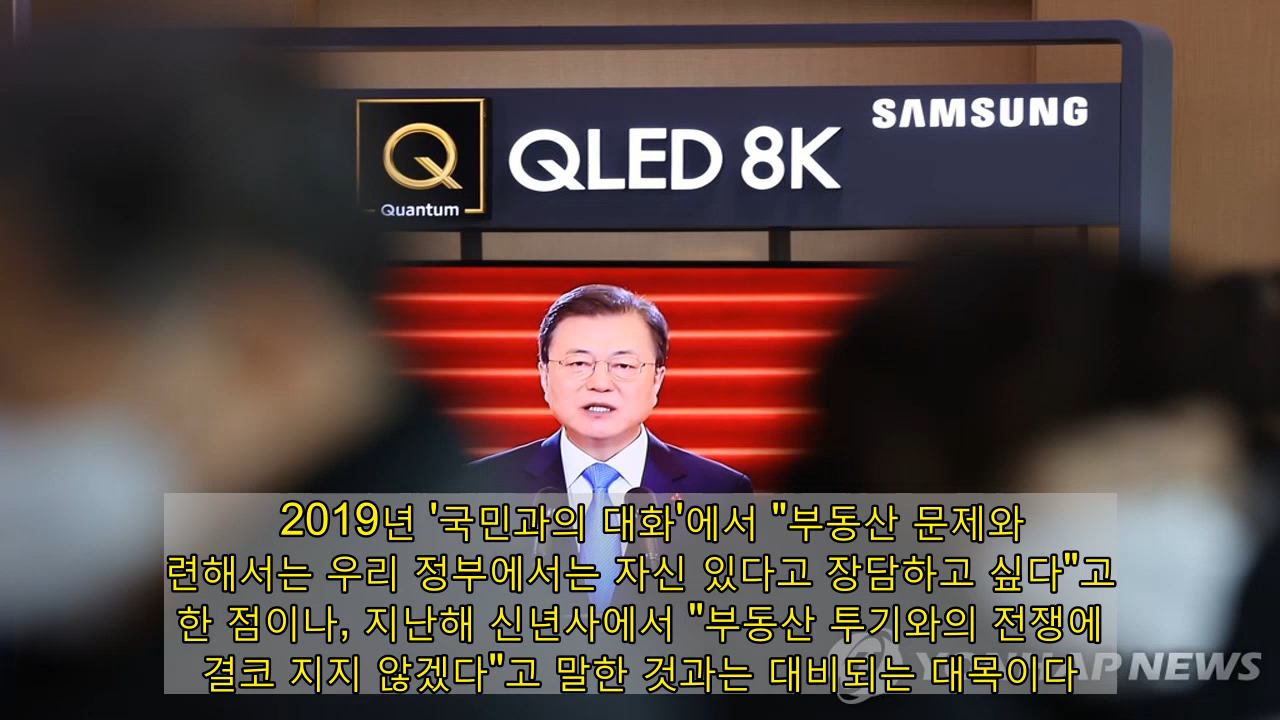 SAMSUNG
Q
QLED 8K
Quantum
2019년 '국민과의 대화'에서 "부동산 문제와
련해서는 우리 정부에서는 자신 있다고 장담하고 싶다"고
한 점이나, 지난해 신년사에서 "부동산 투기와의 전쟁에
결코 지지 않겠다"고 말한 것과는 대비되는 대목이다
YONHAP NEWS